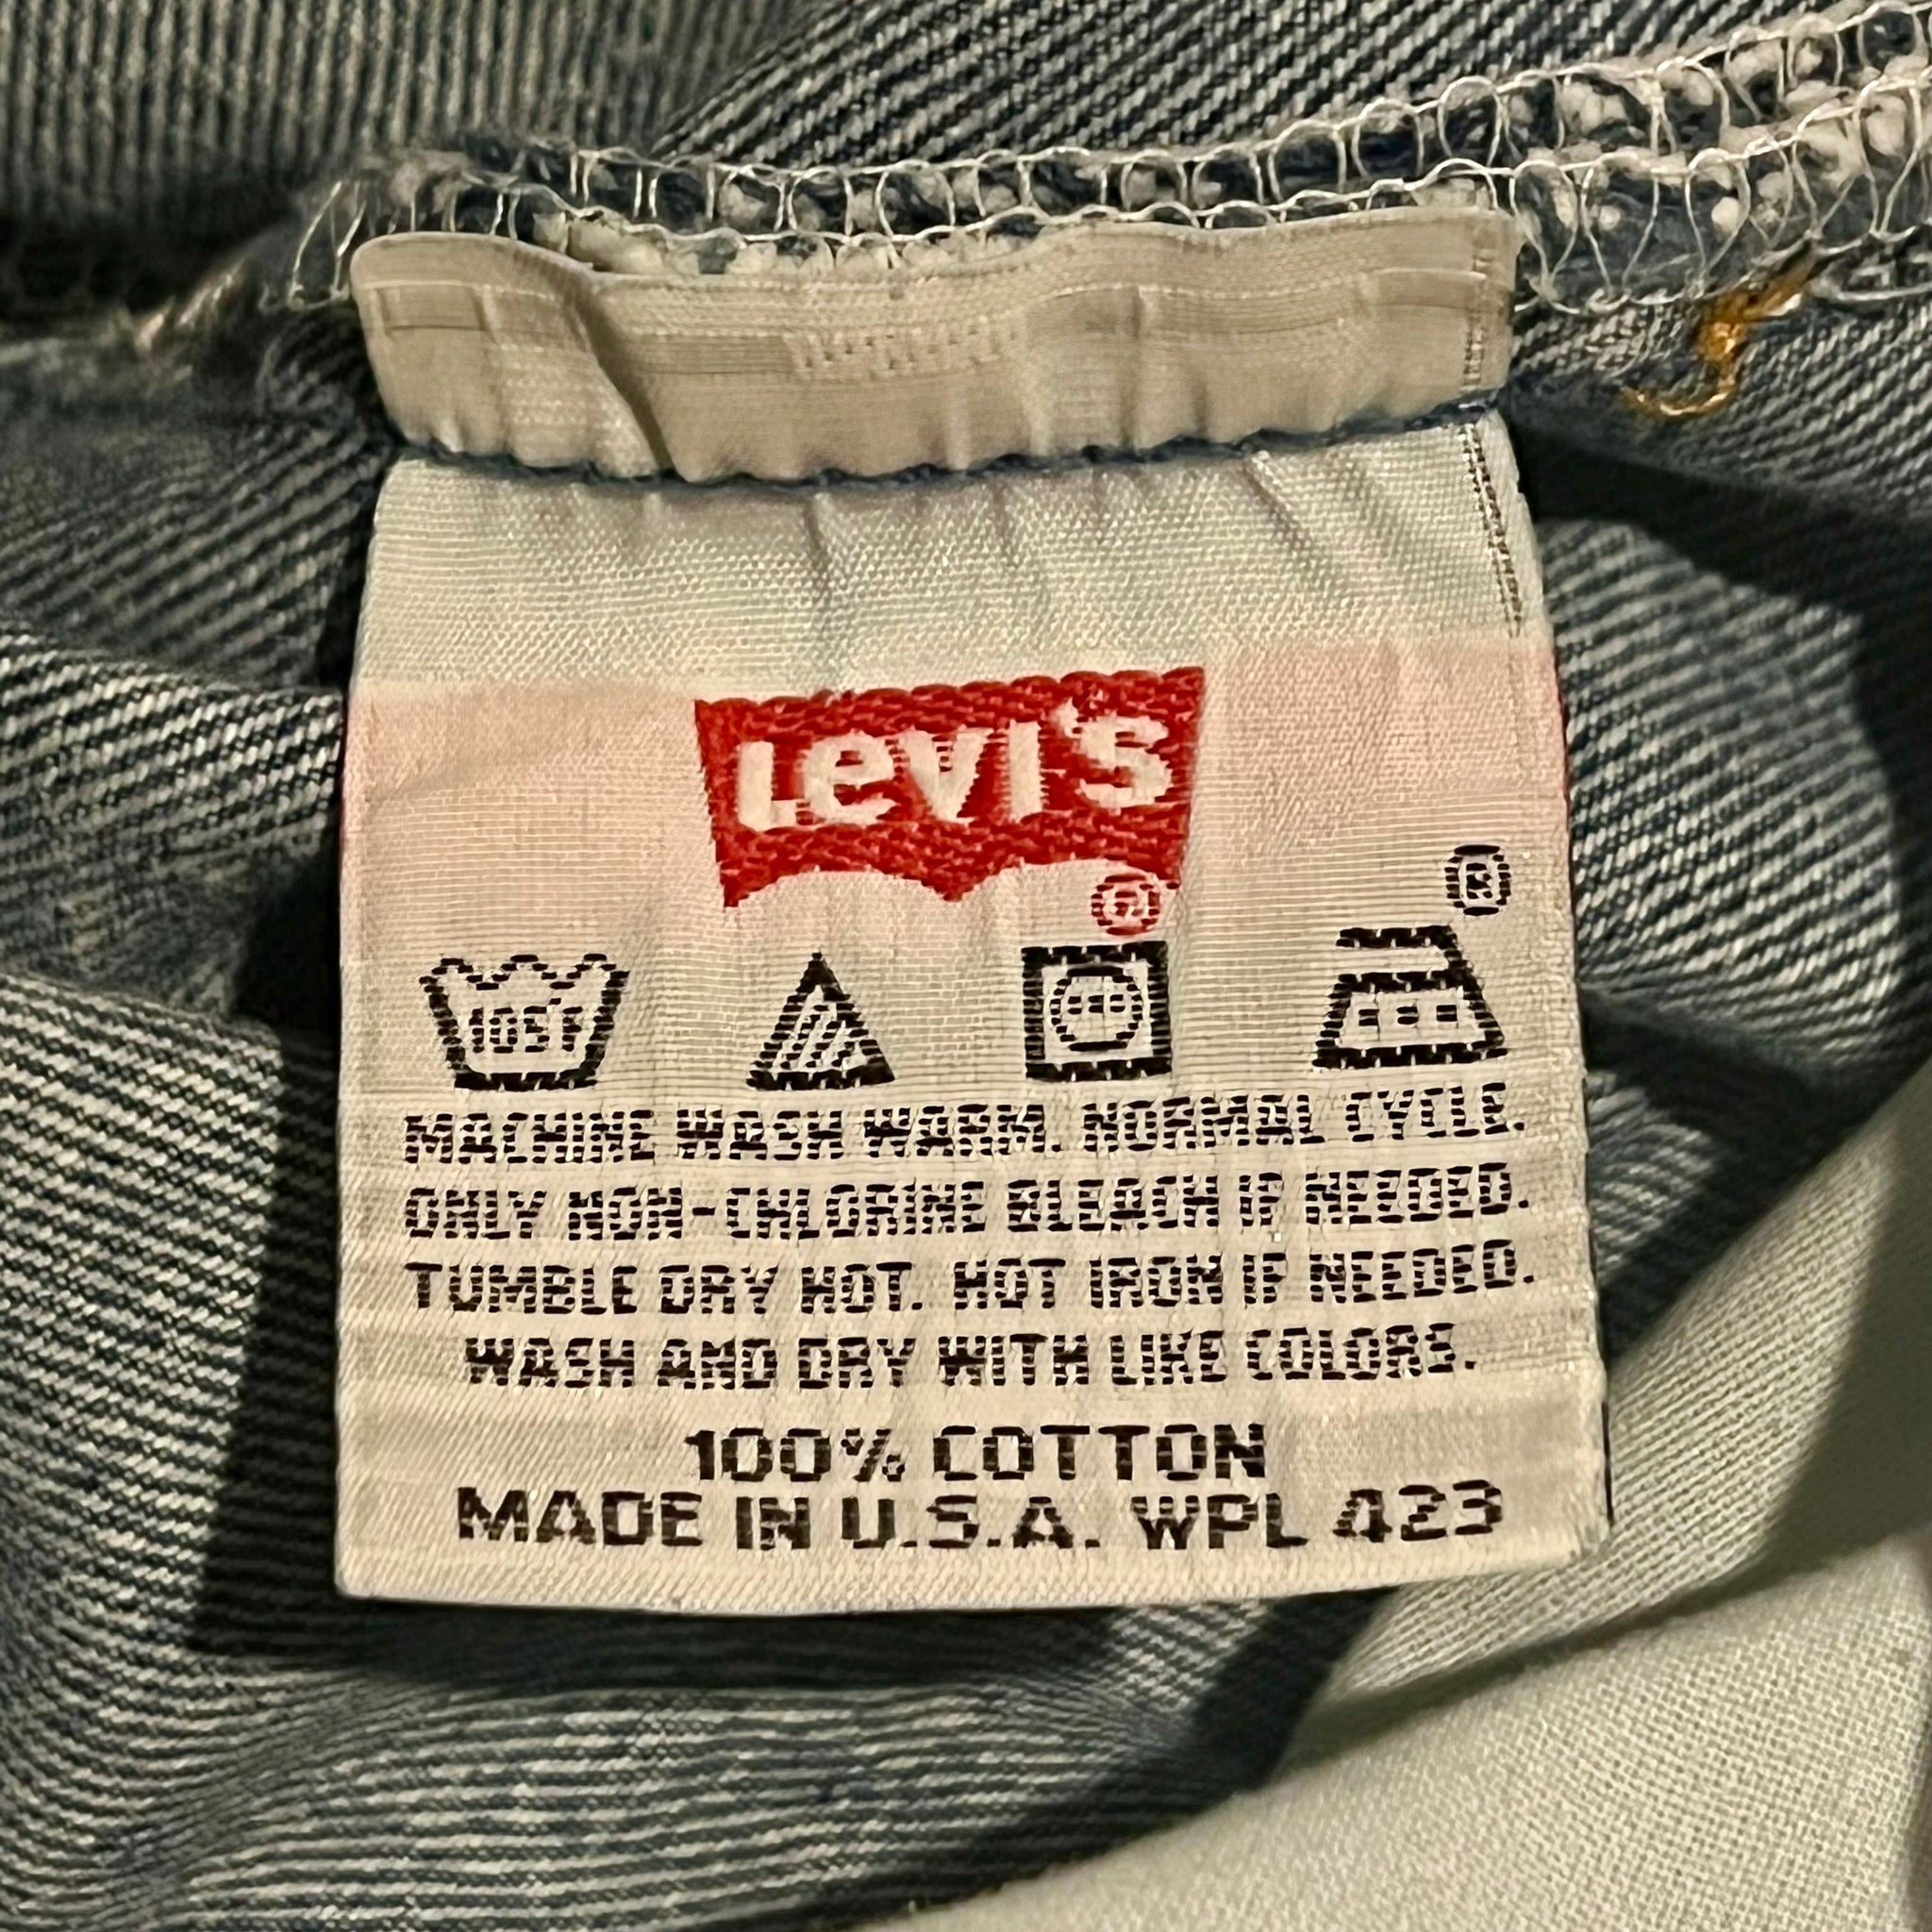 Levi's
®
®
105°F
MACHINE WASH WARM. NORMAL CYCLE.
ONLY NON-CHLORINE BLEACH IF NEEDED.
TUMBLE DRY HOT. HOT IRON IF NEEDED.
WASH AND DRY WITH LIKE COLORS.
100% COTTON
MADE IN U.S.A. WPL 423